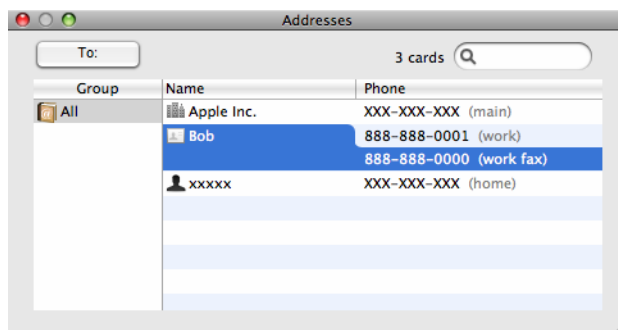 Addresses
To:
3 cards
Group Name Phone
All Apple Inc. XXX-XXX-XXX (main)
Bob 888-888-0001 (work)
888-888-0000 (work fax)
xxxxx XXX-XXX-XXX (home)